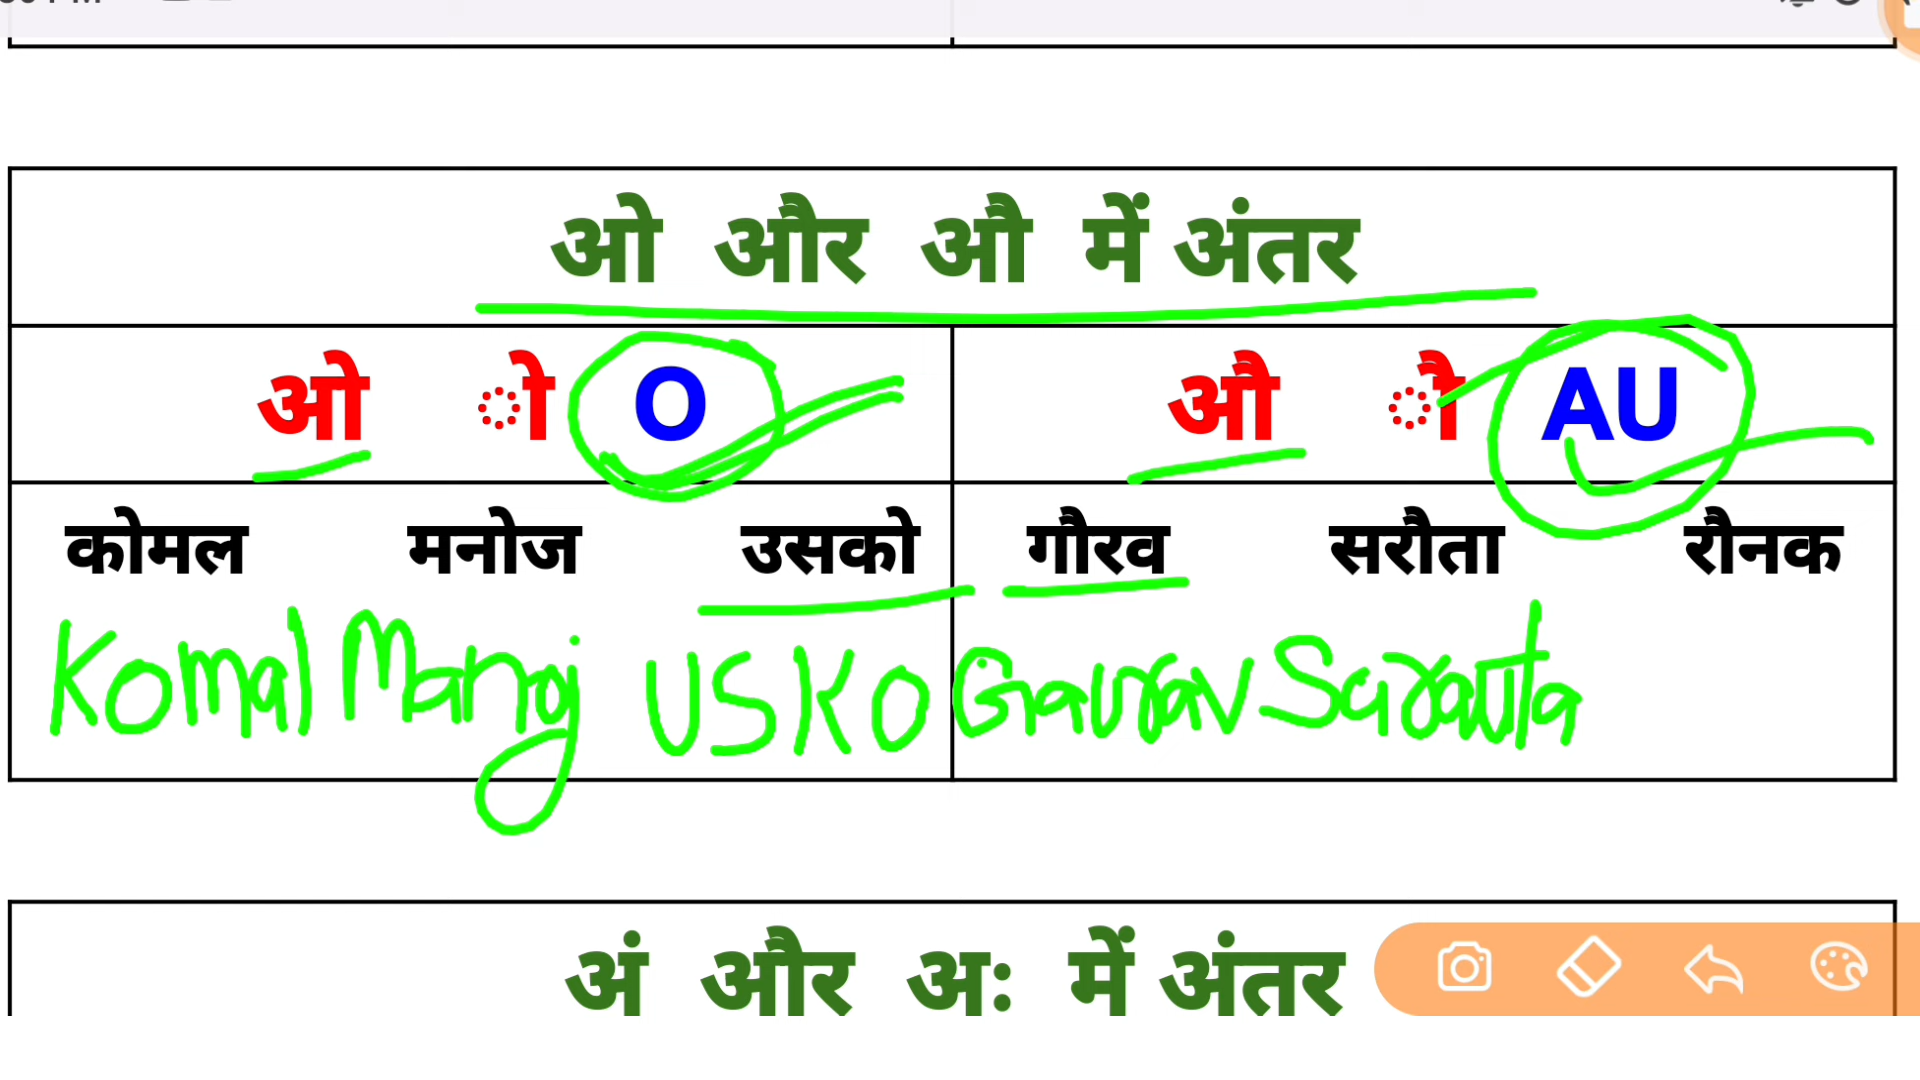 ओ और औ में अंतर
ओ ो O औ ौ AU
कोमल मनोज उसको गौरव सरौता रौनक
Komal Manoj USKO Gaurav Sarauta
अं और अः में अंतर